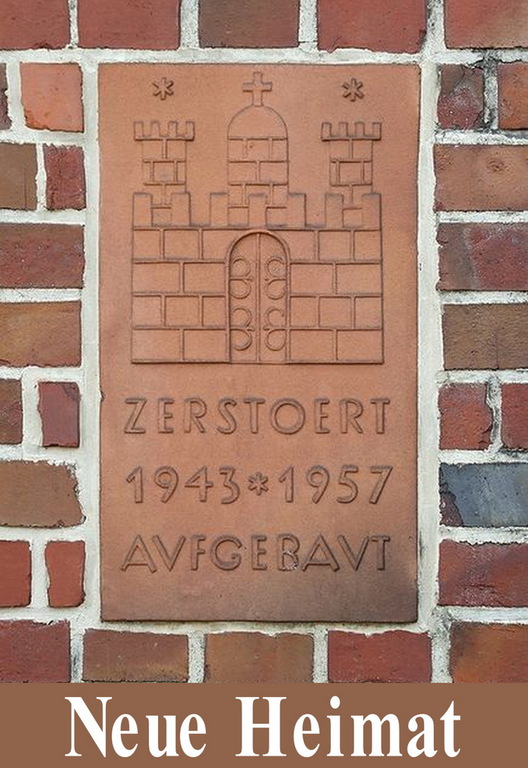 ZERSTOERT
1943*1957
AVFGEBAVT
Neue Heimat